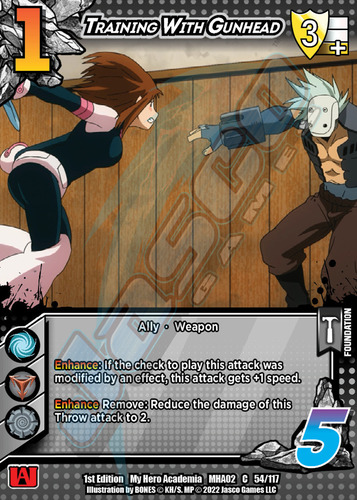 1
TRAINING WITH GUNHEAD
3
+
JASCO
GAMES
Ally • Weapon
FOUNDATION
Enhance: If the check to play this attack was
modified by an effect, this attack gets +1 speed.
Enhance Remove: Reduce the damage of this
Throw attack to 2.
5
1st Edition My Hero Academia MHA02 C 54/117
Illustration by BONES © KH/S. MP © 2022 Jasco Games LLC